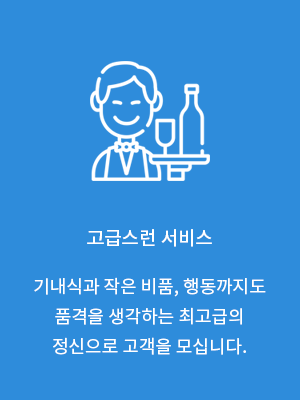 고급스런 서비스
기내식과 작은 비품, 행동까지도
품격을 생각하는 최고급의
정신으로 고객을 모십니다.